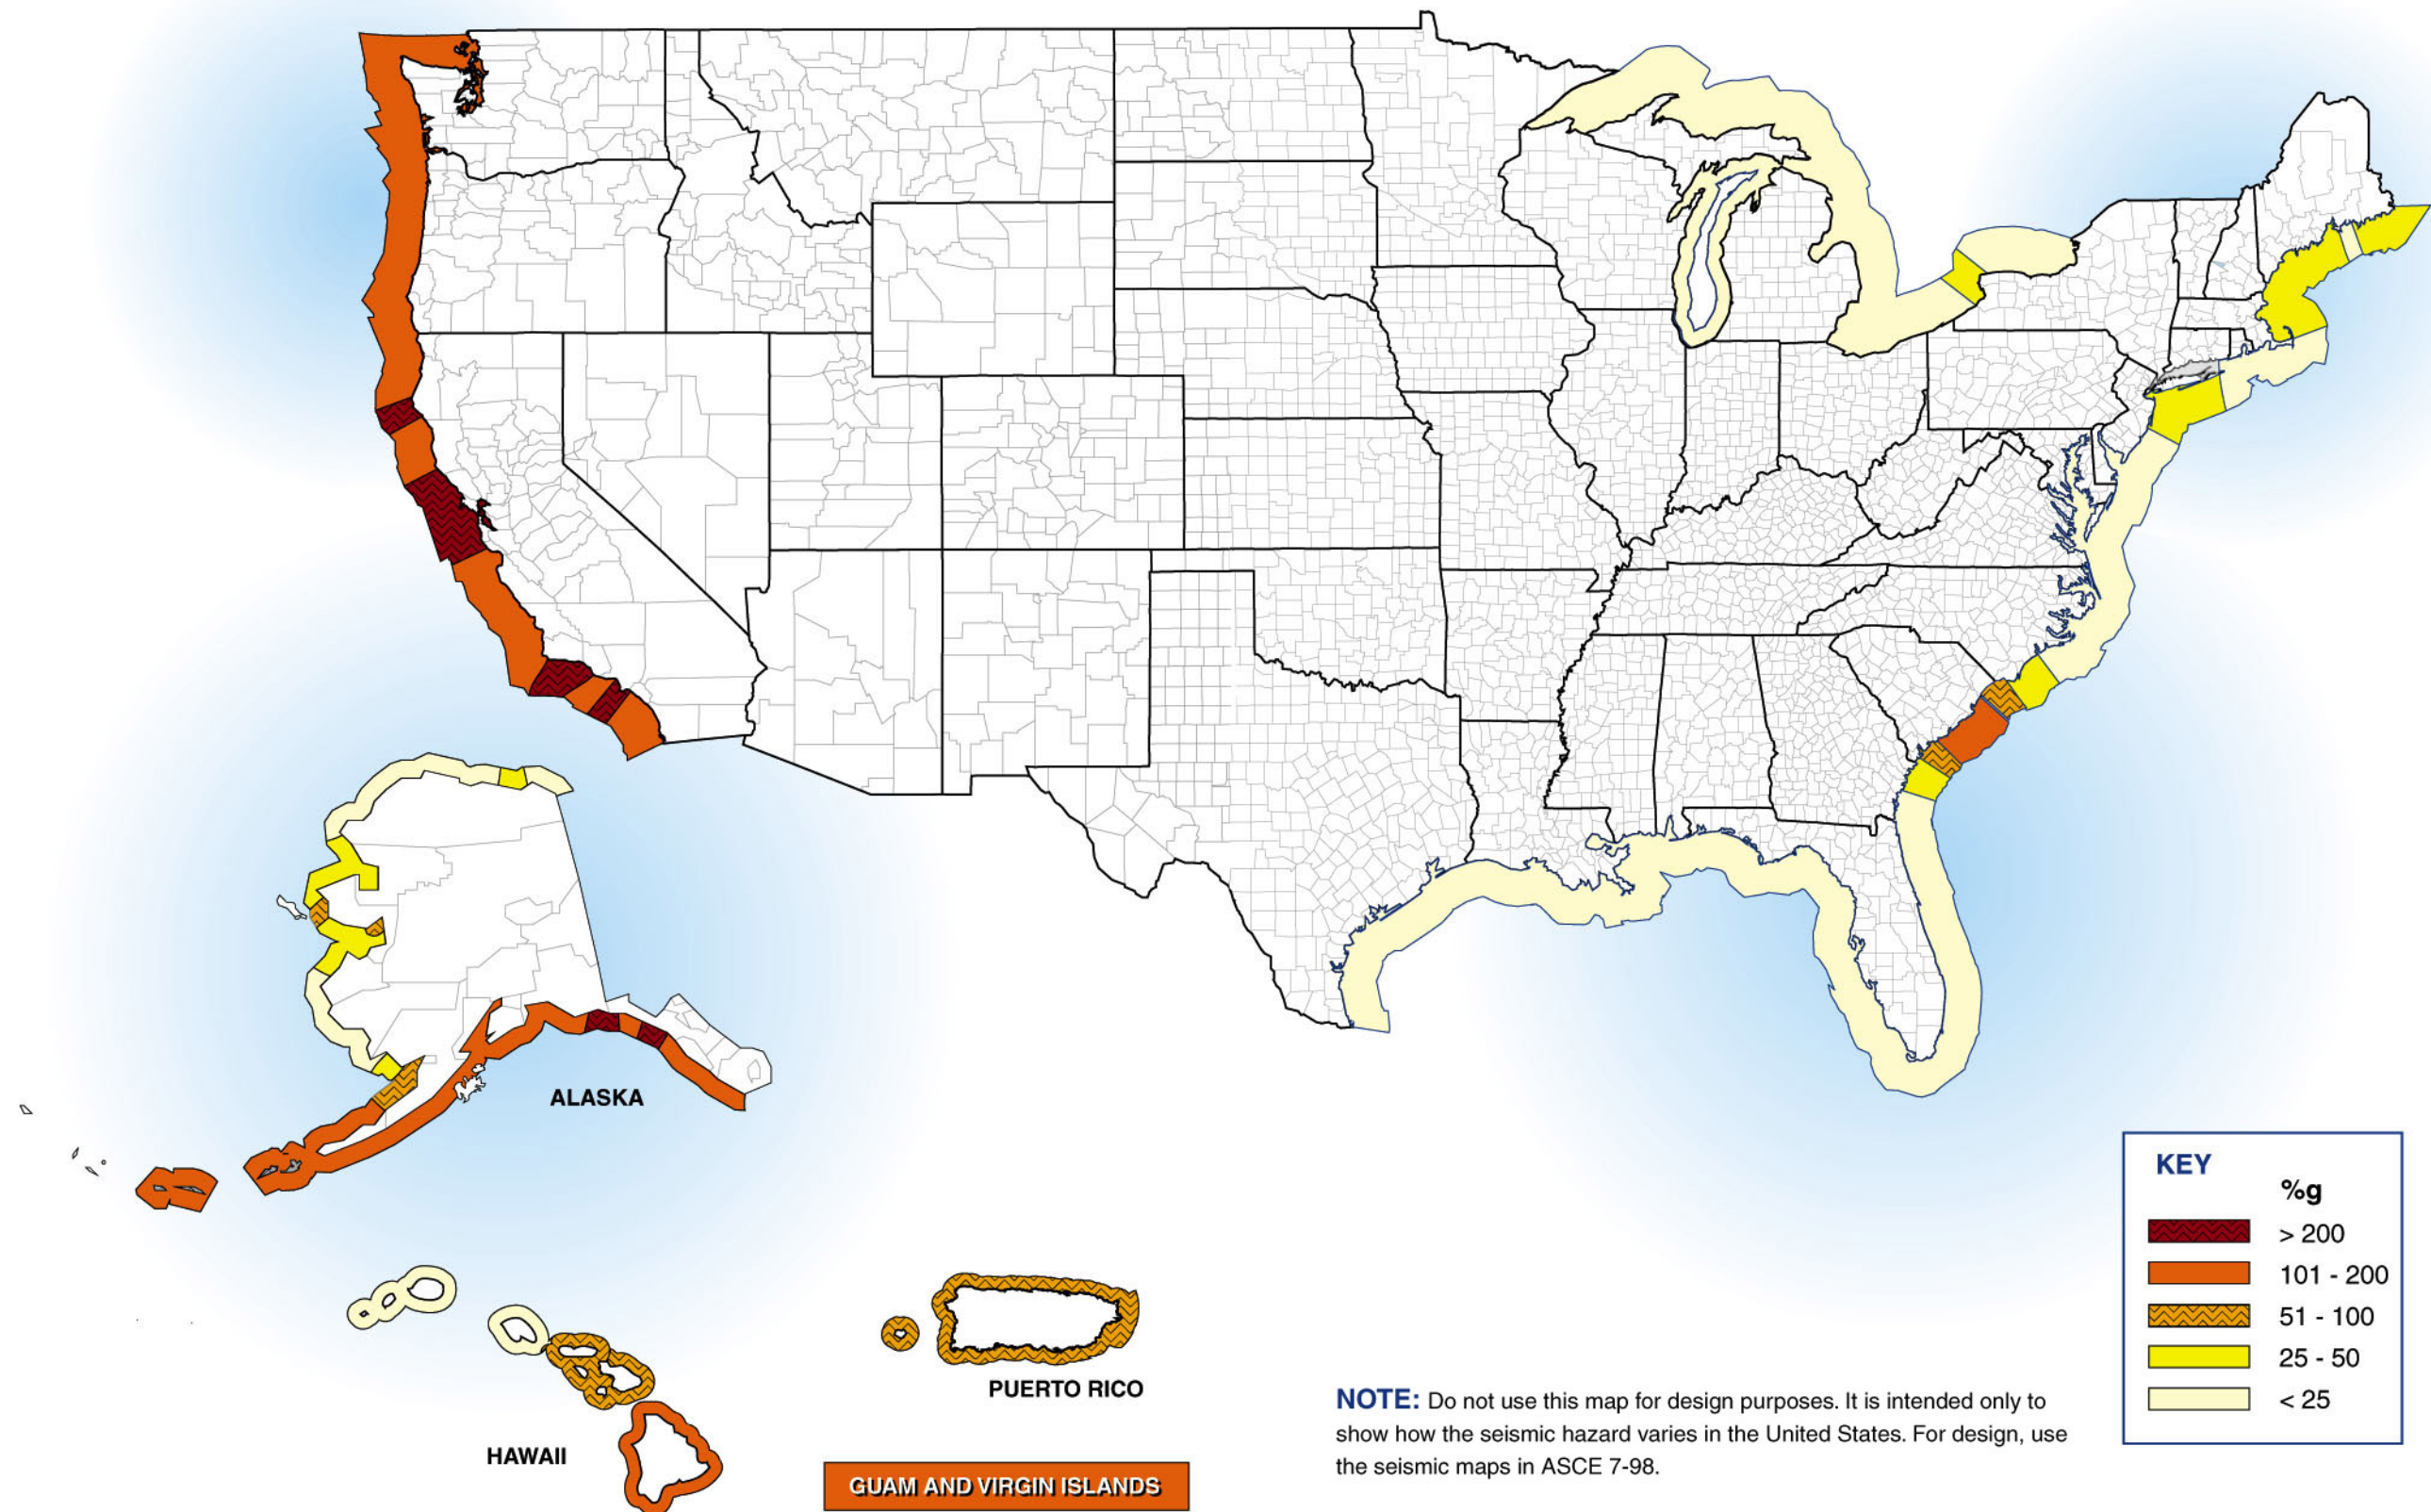 ALASKA
HAWAII
PUERTO RICO
GUAM AND VIRGIN ISLANDS
NOTE: Do not use this map for design purposes. It is intended only to
show how the seismic hazard varies in the United States. For design, use
the seismic maps in ASCE 7-98.
KEY
%g
> 200
101 - 200
51 - 100
25 - 50
< 25